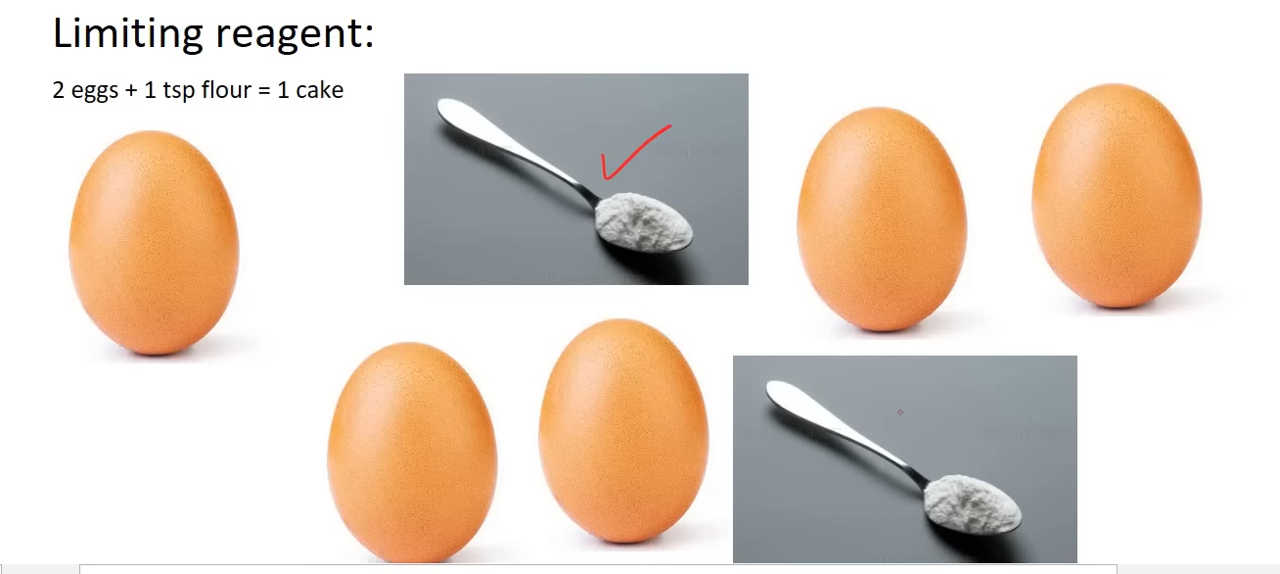 Limiting reagent:
2 eggs + 1 tsp flour = 1 cake